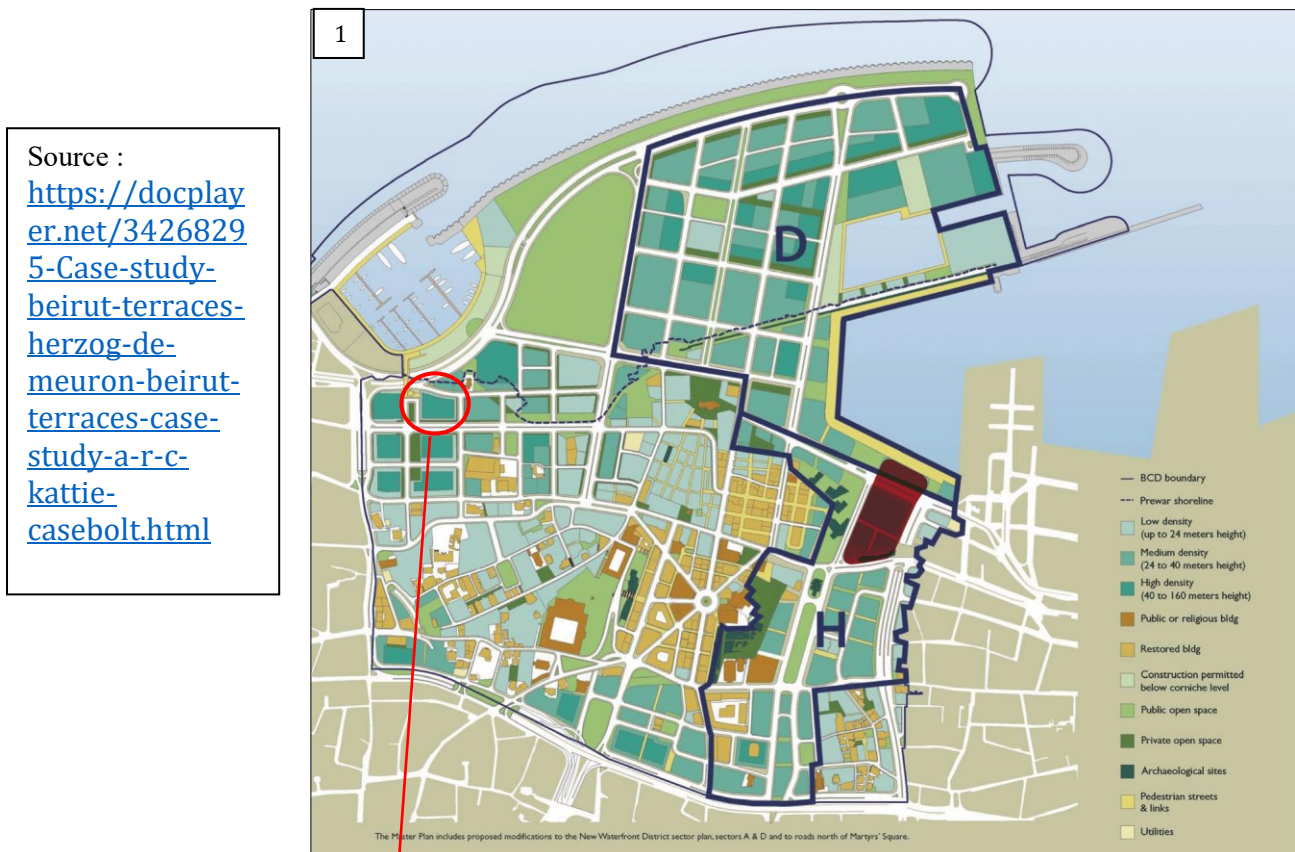 1
Source :
https://docplay
er.net/3426829
5-Case-study-
beirut-terraces-
herzog-de-
meuron-beirut-
terraces-case-
study-a-r-c-
kattie-
casebolt.html
D
H
BCD boundary
Prewar shoreline
Low density
(up to 24 meters height)
Medium density
(24 to 40 meters height)
High density
(40 to 160 meters height)
Public or religious bldg
Restored bldg
Construction permitted
below corniche level
Public open space
Private open space
Archaeological sites
Pedestrian streets
& links
Utilities
The Master Plan includes proposed modifications to the New Waterfront District sector plan, sectors A & D and to roads north of Martyrs' Square.